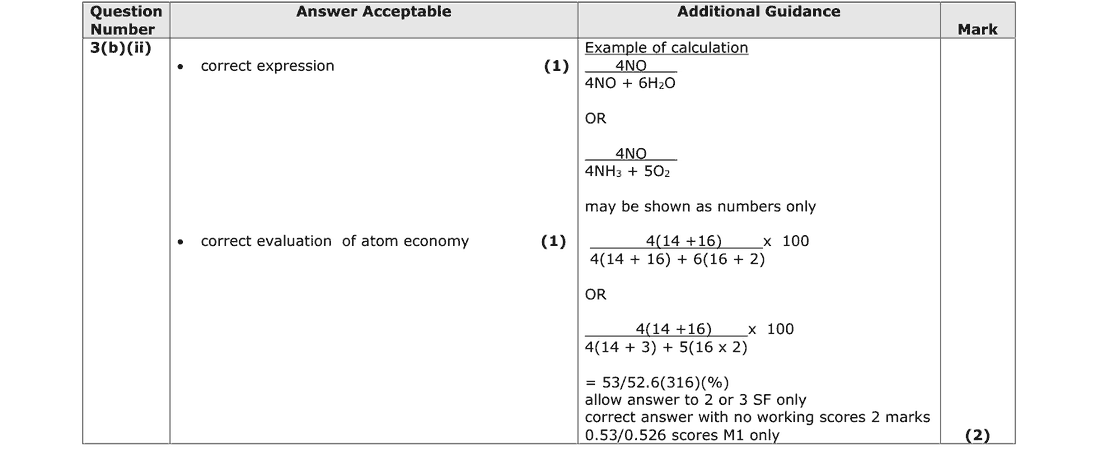 Question Number
Answer Acceptable
Additional Guidance
Mark
3(b)(ii)
• correct expression (1)
Example of calculation
4NO
4NO + 6H₂O
OR
4NO
4NH₃ + 5O₂
may be shown as numbers only
• correct evaluation of atom economy (1)
4(14 +16) x 100
4(14 + 16) + 6(16 + 2)
OR
4(14 +16) x 100
4(14 + 3) + 5(16 x 2)
= 53/52.6(316)(%)
allow answer to 2 or 3 SF only
correct answer with no working scores 2 marks
0.53/0.526 scores M1 only
(2)